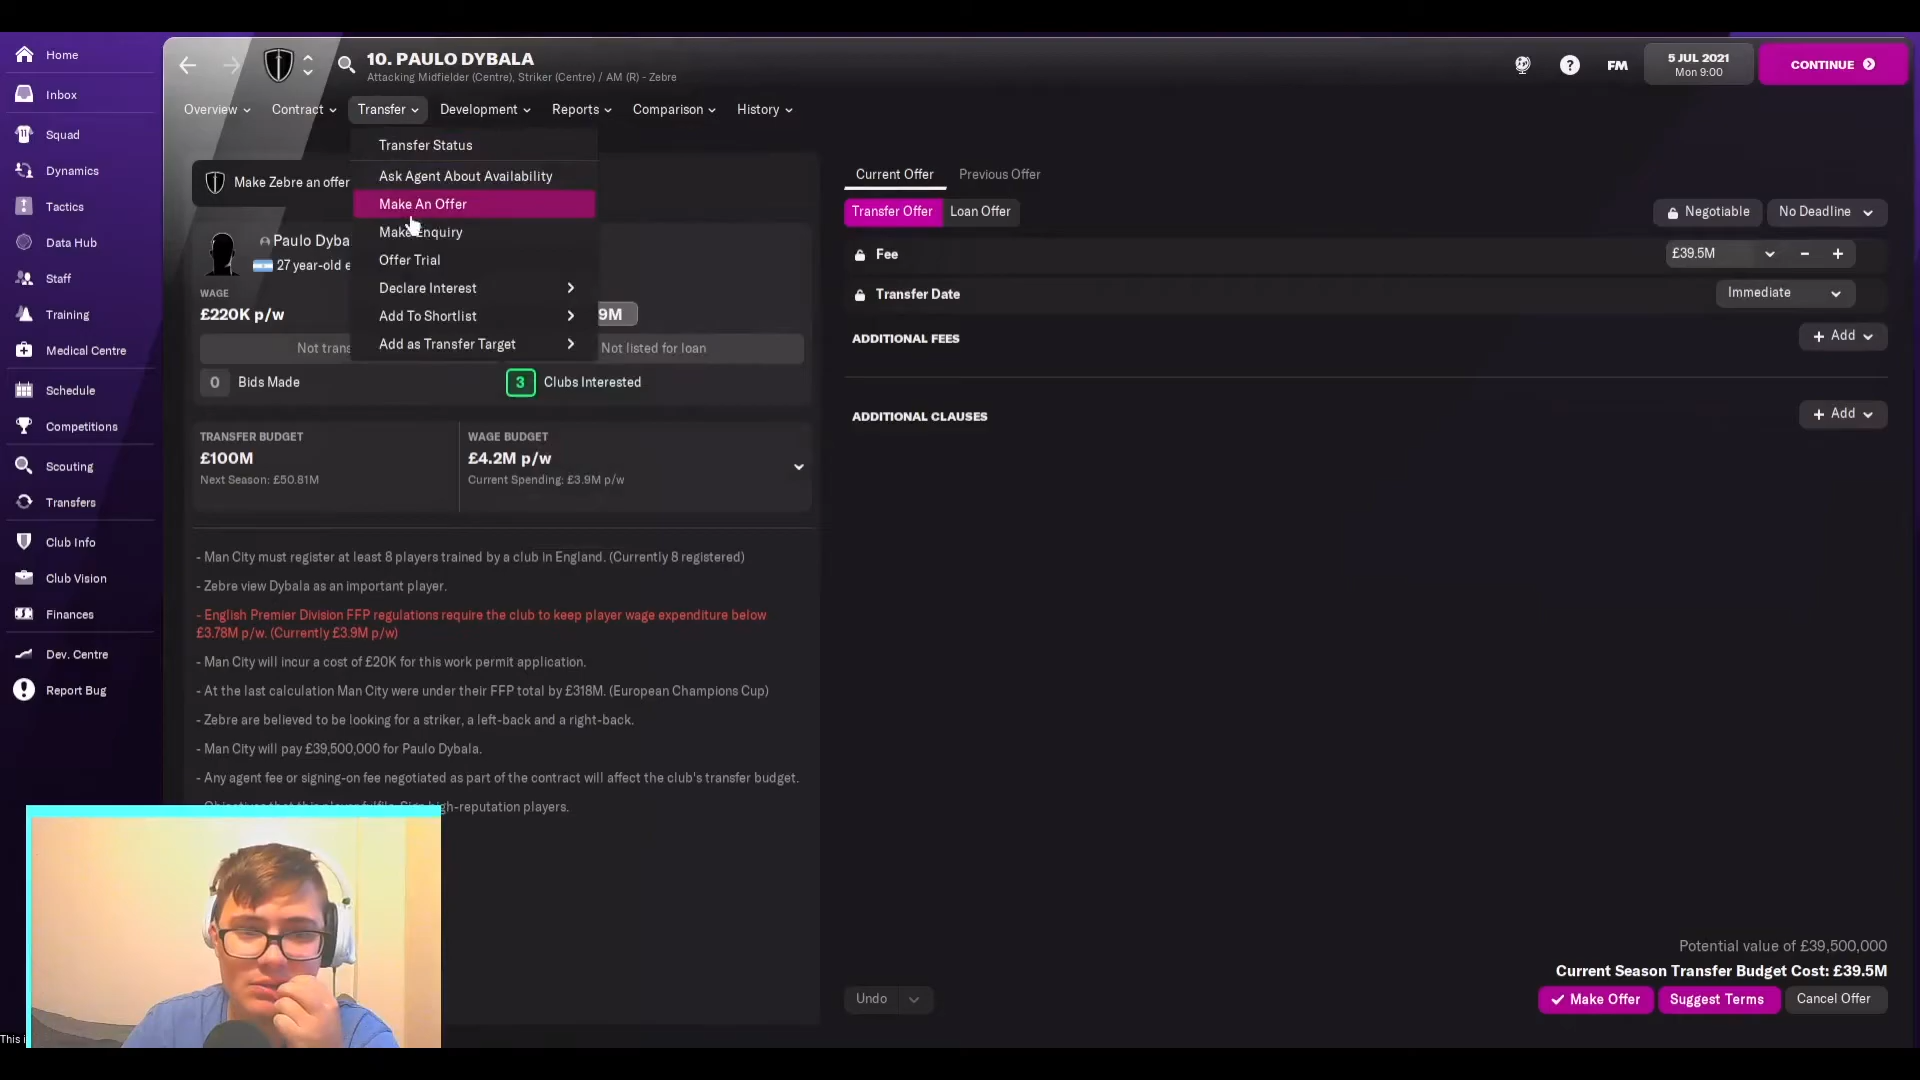 Home
Inbox
Squad
Dynamics
Tactics
Data Hub
Staff
Training
Medical Centre
Schedule
Competitions
Scouting
Transfers
Club Info
Club Vision
Finances
Dev. Centre
Report Bug
10. PAULO DYBALA
Attacking Midfielder (Centre), Striker (Centre) / AM (R) - Zebre
FM
5 JUL 2021
Mon 9:00
CONTINUE
Overview
Contract
Transfer
Development
Reports
Comparison
History
Transfer Status
Ask Agent About Availability
Make An Offer
Make Enquiry
Offer Trial
Declare Interest
Add To Shortlist
Add as Transfer Target
Make Zebre an offer
Paulo Dyba
27 year-old
WAGE
£220K p/w
9M
Not trans
Not listed for loan
0 Bids Made
3 Clubs Interested
TRANSFER BUDGET
£100M
Next Season: £50.81M
WAGE BUDGET
£4.2M p/w
Current Spending: £3.9M p/w
- Man City must register at least 8 players trained by a club in England. (Currently 8 registered)
- Zebre view Dybala as an important player.
- English Premier Division FFP regulations require the club to keep player wage expenditure below
£3.78M p/w. (Currently £3.9M p/w)
- Man City will incur a cost of £20K for this work permit application.
- At the last calculation Man City were under their FFP total by £318M. (European Champions Cup)
- Zebre are believed to be looking for a striker, a left-back and a right-back.
- Man City will pay £39,500,000 for Paulo Dybala.
- Any agent fee or signing-on fee negotiated as part of the contract will affect the club's transfer budget.
- Objectives that this player fulfils: Sign high-reputation players.
Current Offer
Previous Offer
Transfer Offer
Loan Offer
Negotiable
No Deadline
Fee
£39.5M
Transfer Date
Immediate
ADDITIONAL FEES
Add
ADDITIONAL CLAUSES
Add
Potential value of £39,500,000
Current Season Transfer Budget Cost: £39.5M
Undo
Make Offer
Suggest Terms
Cancel Offer
This i